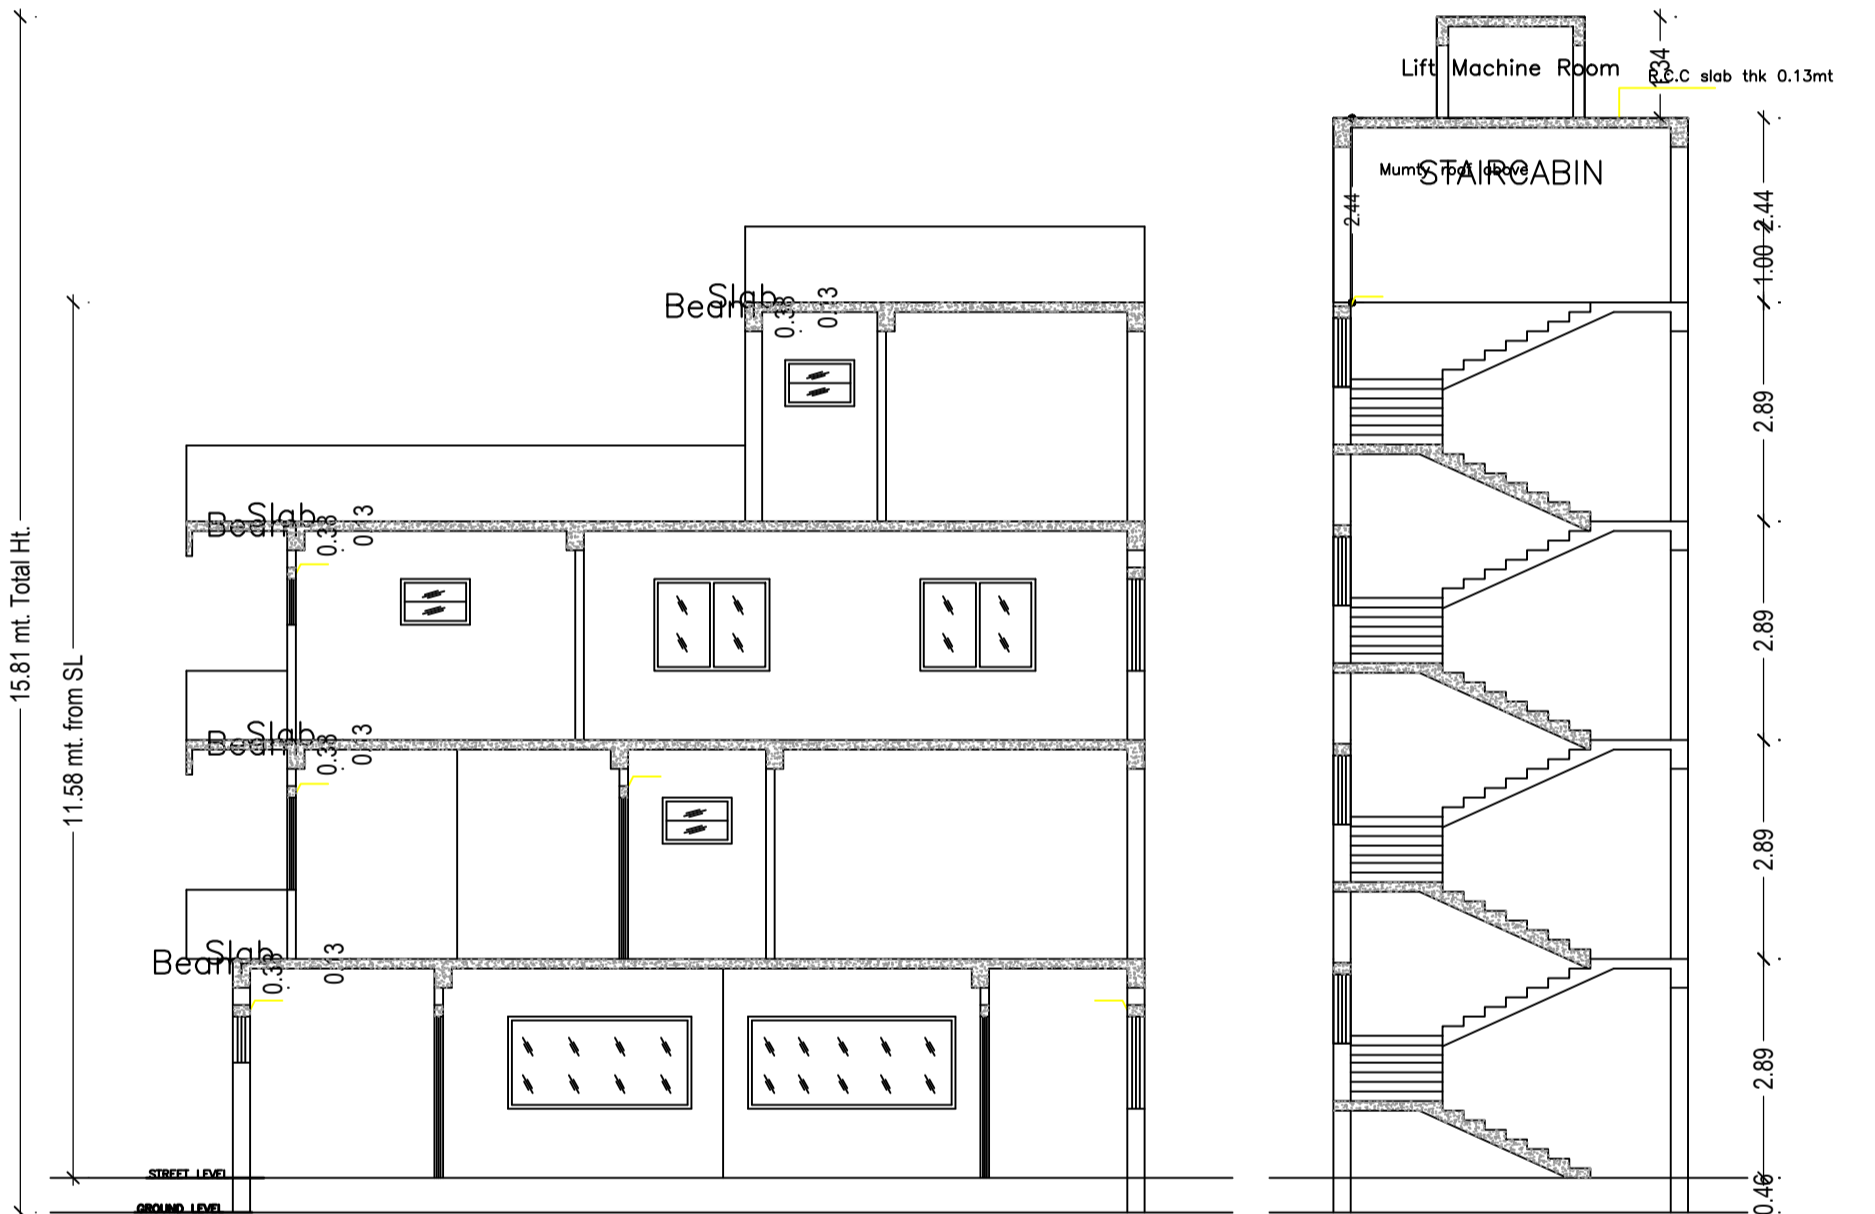 Lift Machine Room
1.34
R.C.C slab thk 0.13mt
Mumty roof above
STAIRCABIN
2.44
2.44
1.00
Slab
Beam
0.38
0.13
2.89
15.81 mt. Total Ht.
11.58 mt. from SL
Slab
Beam
0.38
0.13
2.89
Slab
Beam
0.38
0.13
2.89
Slab
Beam
0.38
0.13
2.89
STREET LEVEL
0.46
GROUND LEVEL